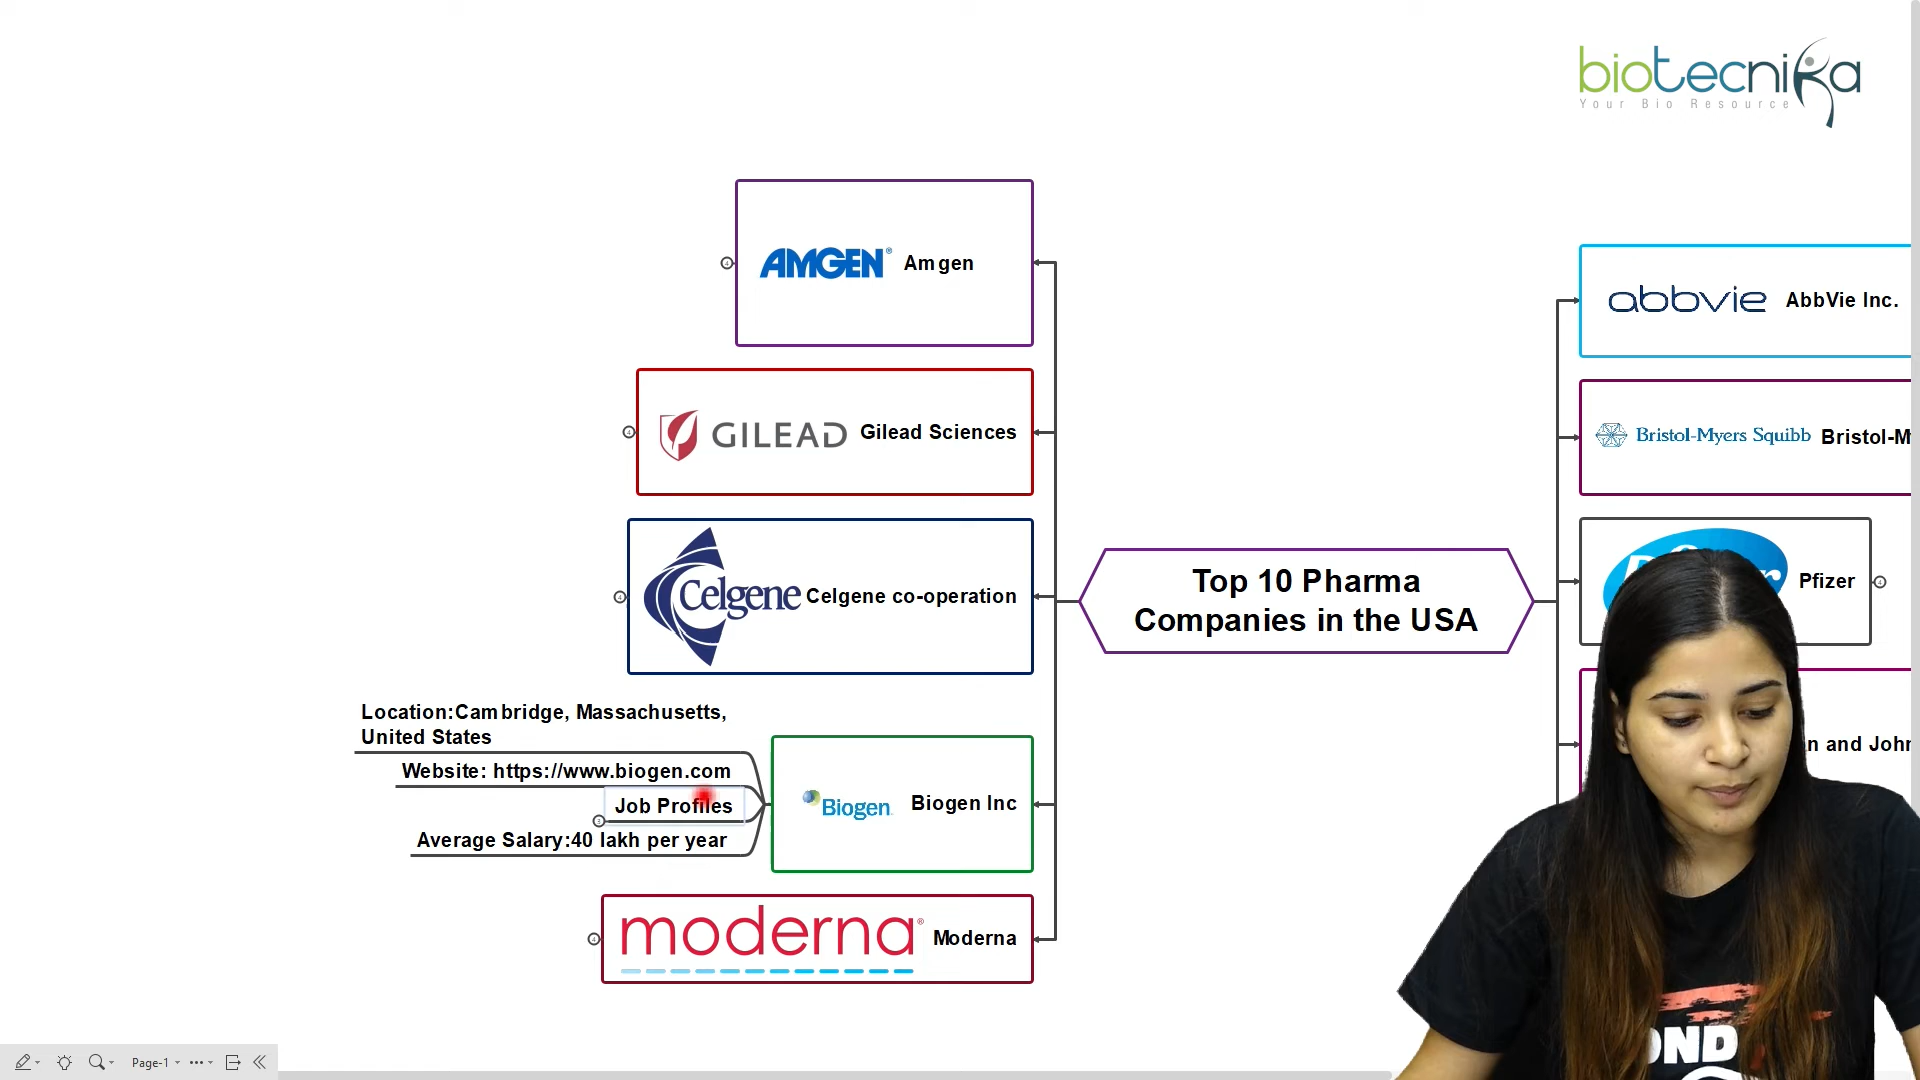 biotecnika
Your Bio Resource
AMGEN® Amgen
GILEAD Gilead Sciences
Celgene Celgene co-operation
Location:Cambridge, Massachusetts,
United States
Website: https://www.biogen.com
Job Profiles
Average Salary:40 lakh per year
Biogen Biogen Inc
moderna® Moderna
Top 10 Pharma
Companies in the USA
abbvie AbbVie Inc.
Bristol-Myers Squibb Bristol-M
Pfizer
n and John
OND
Page-1